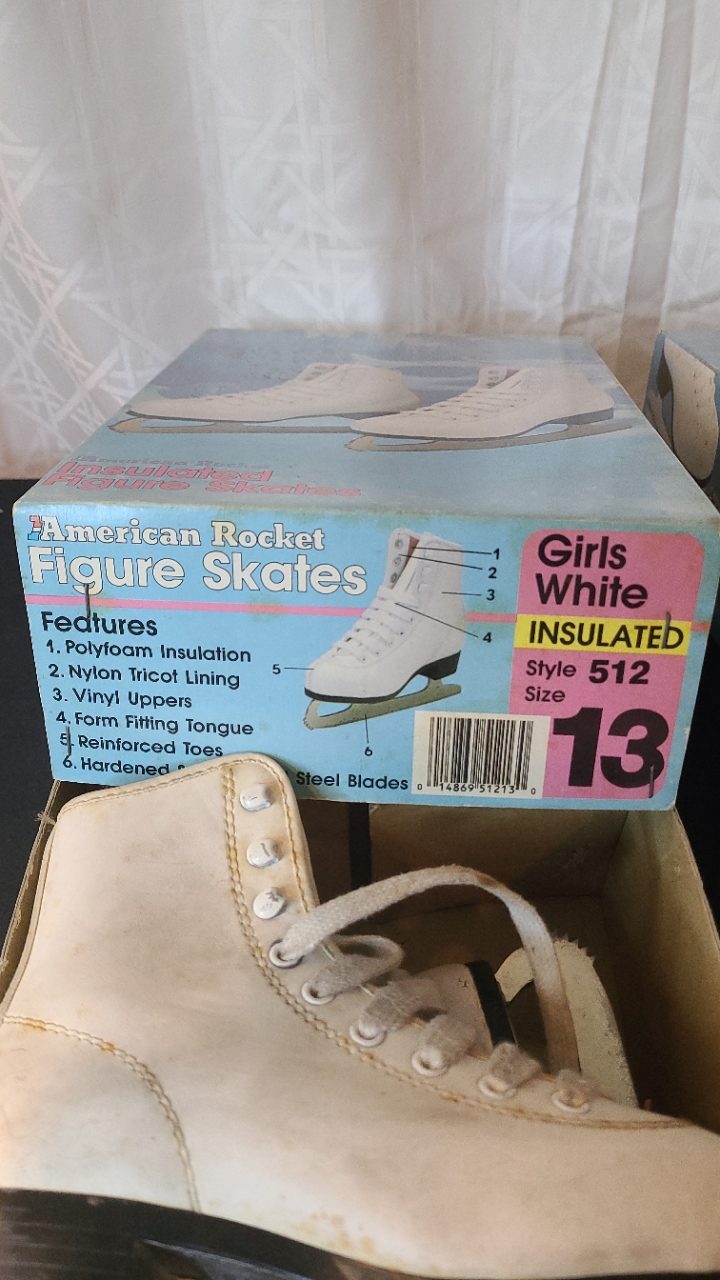 American Rocket
Insulated
Figure Skates
American Rocket
Figure Skates
Features
1. Polyfoam Insulation
2. Nylon Tricot Lining
3. Vinyl Uppers
4. Form Fitting Tongue
5. Reinforced Toes
6. Hardened & Steel Blades
1
2
3
4
5
6
Girls
White
INSULATED
Style 512
Size
13
0 14869 51213 0